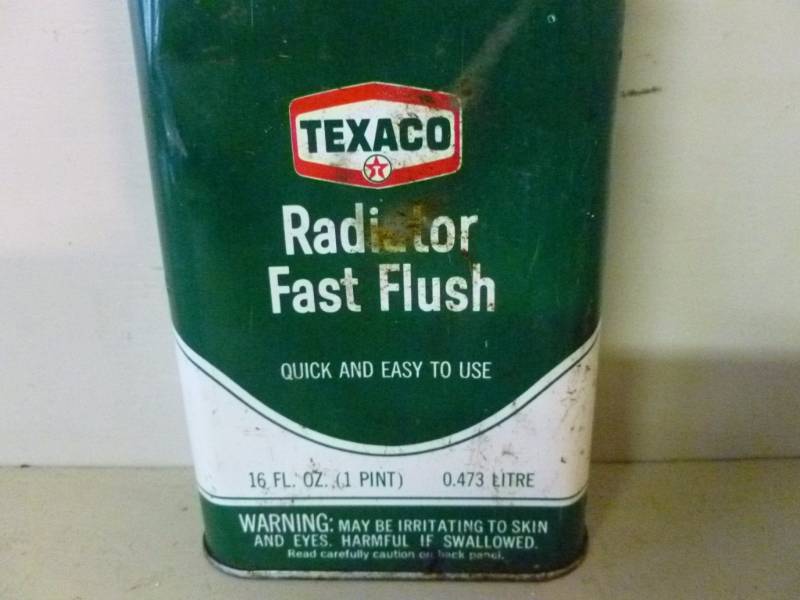 TEXACO
T
Radiator
Fast Flush
QUICK AND EASY TO USE
16 FL. OZ. (1 PINT) 0.473 LITRE
WARNING: MAY BE IRRITATING TO SKIN
AND EYES. HARMFUL IF SWALLOWED.
Read carefully caution on back panel.